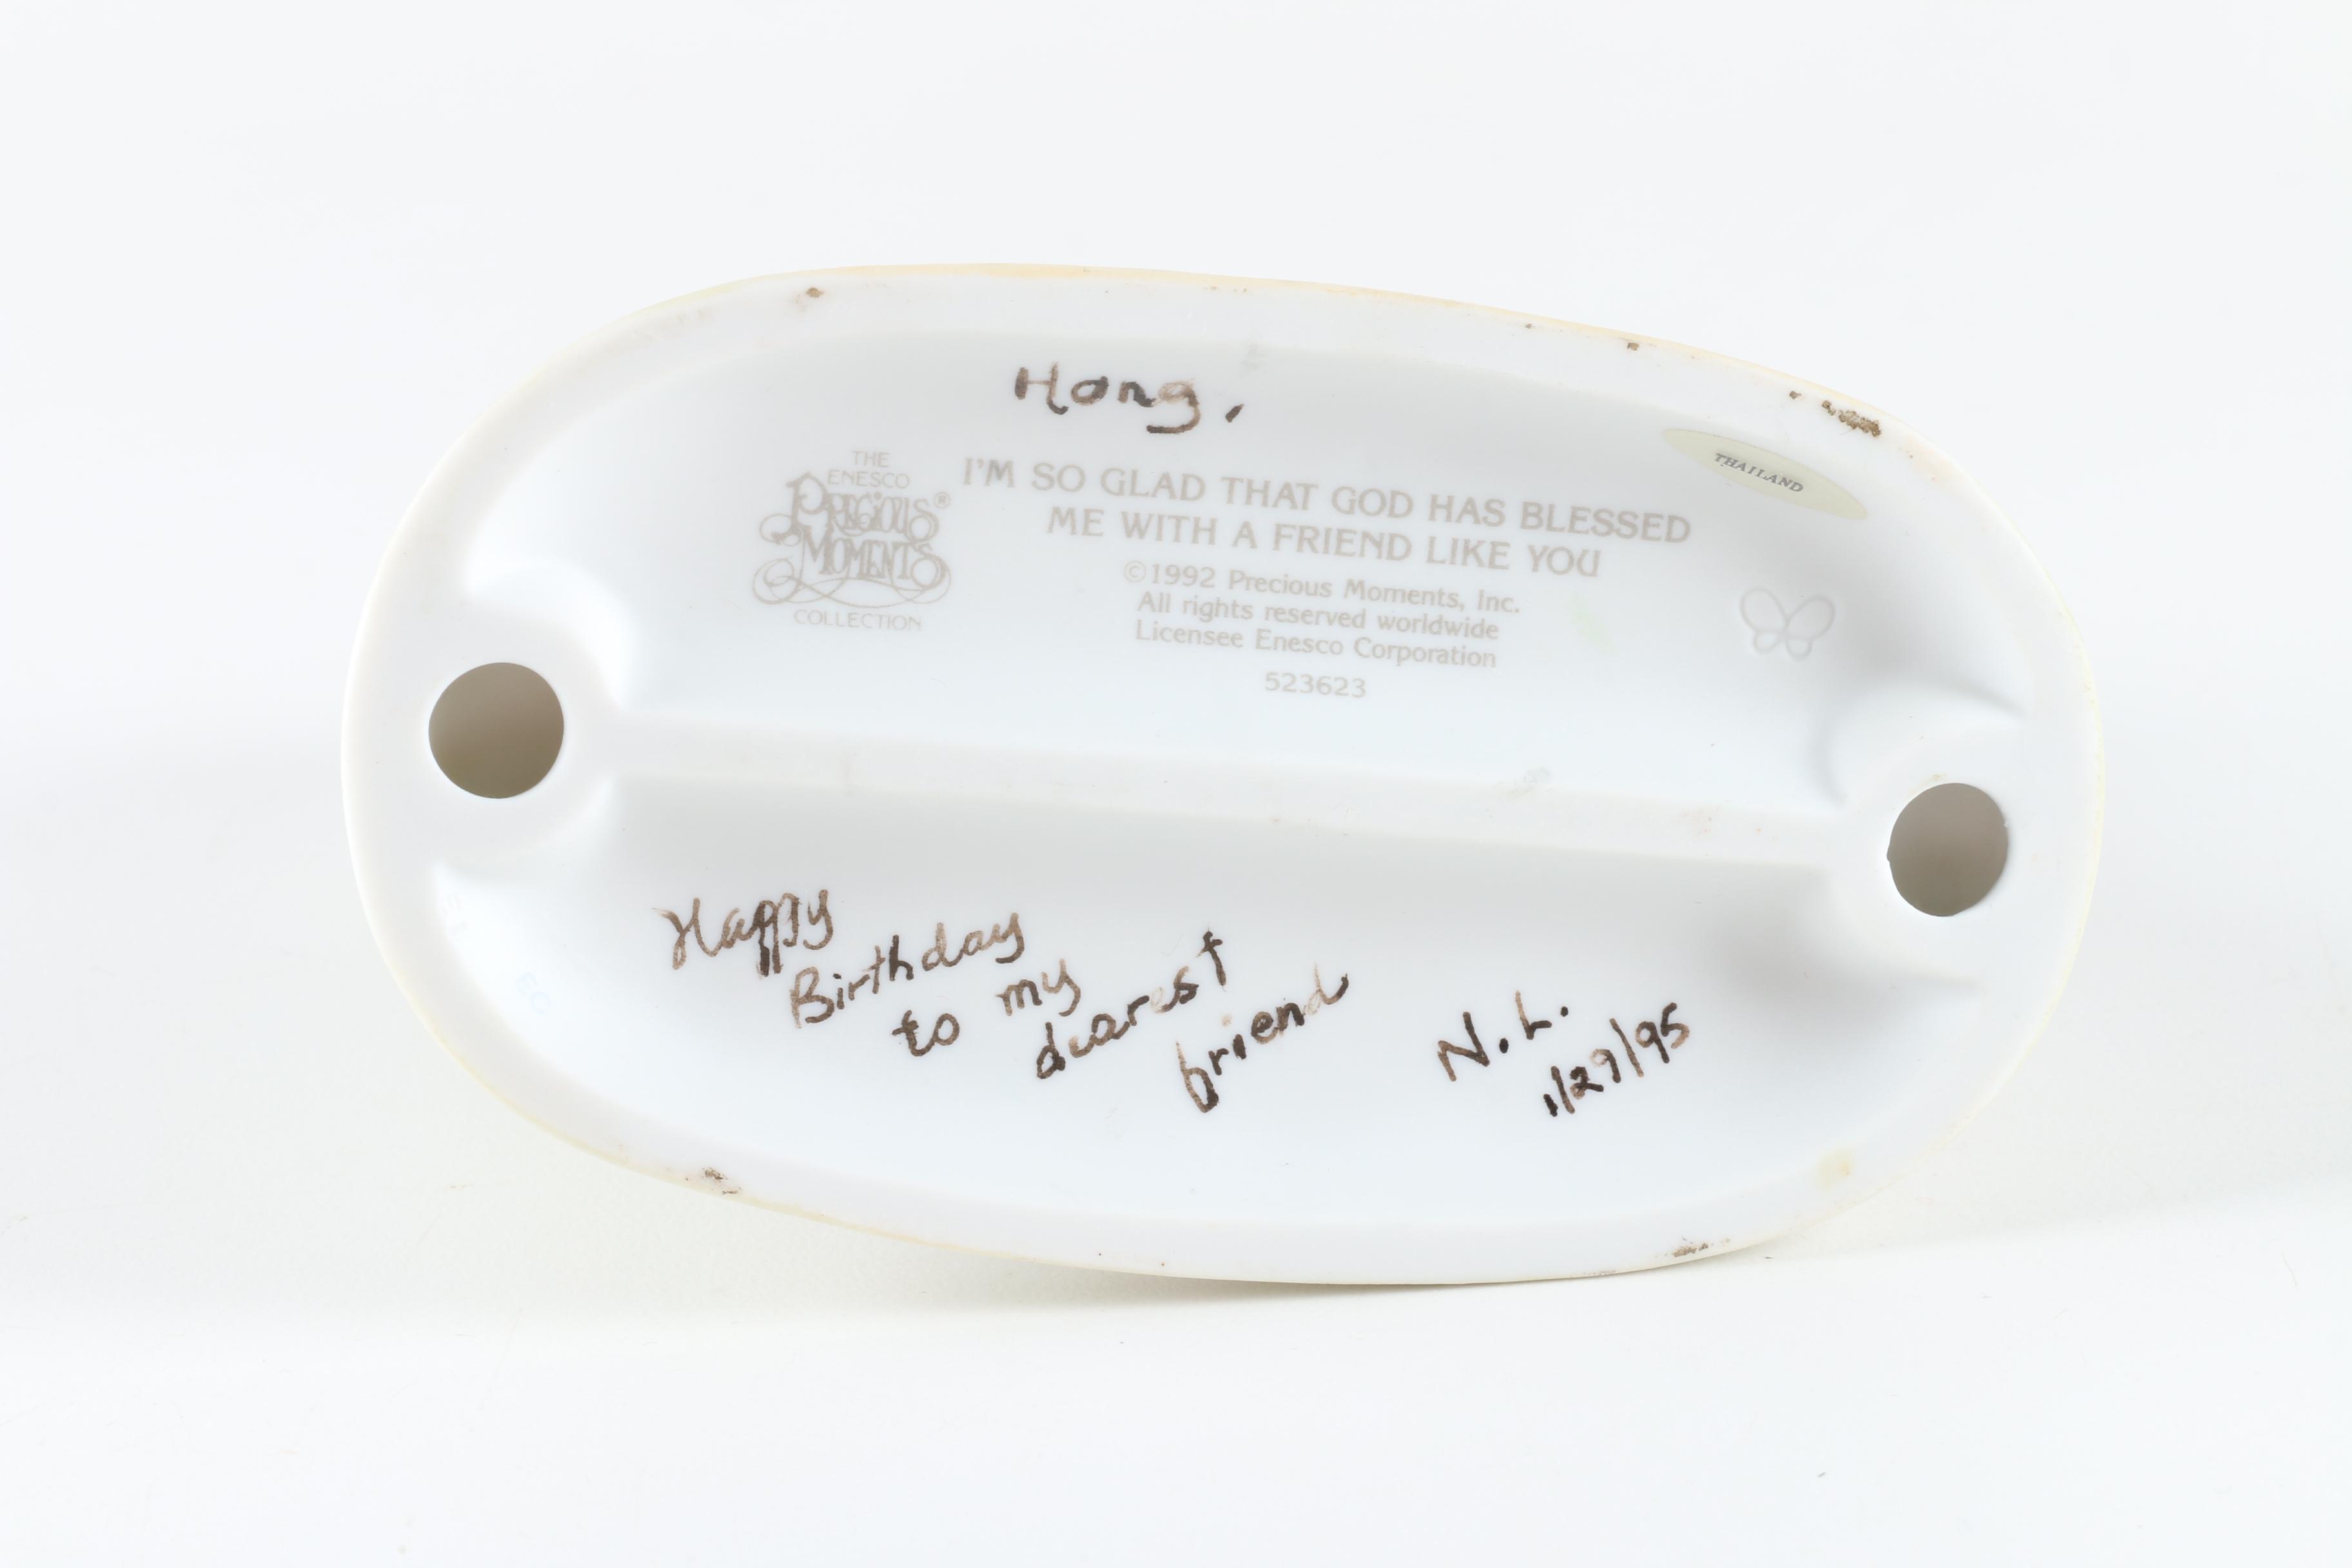 Hong,
THE
ENESCO
PRECIOUS®
MOMENTS
COLLECTION
I'M SO GLAD THAT GOD HAS BLESSED
ME WITH A FRIEND LIKE YOU
©1992 Precious Moments, Inc.
All rights reserved worldwide
Licensee Enesco Corporation
523623
THAILAND
Happy
Birthday
to my
dearest
friend
N.L.
1/29/95